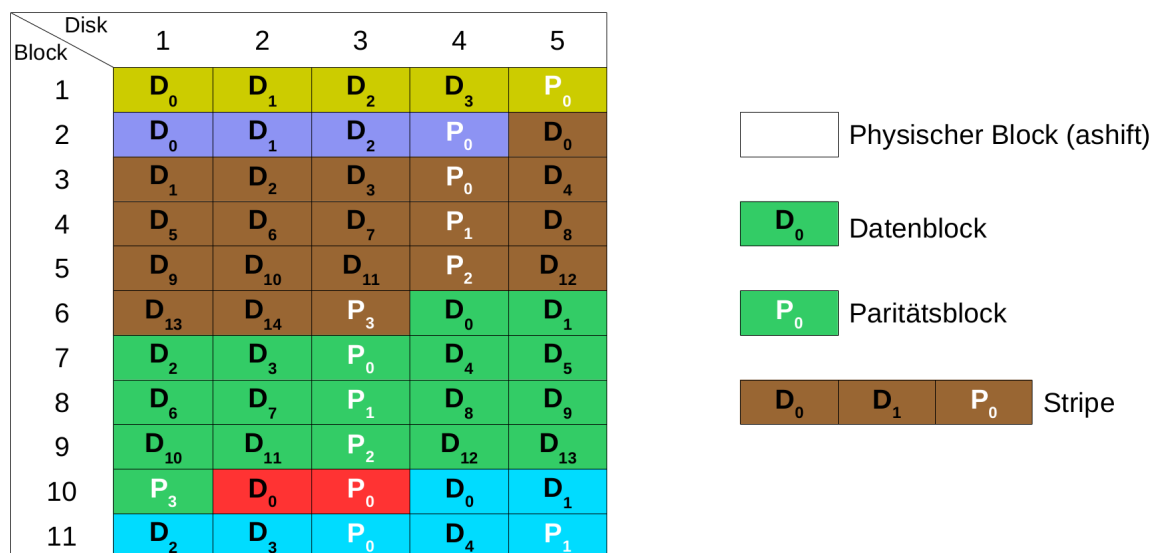 Disk
Block
1 2 3 4 5
1 D0 D1 D2 D3 P0
2 D0 D1 D2 P0 D0
3 D1 D2 D3 P0 D4
4 D5 D6 D7 P1 D8
5 D9 D10 D11 P2 D12
6 D13 D14 P3 D0 D1
7 D2 D3 P0 D4 D5
8 D6 D7 P1 D8 D9
9 D10 D11 P2 D12 D13
10 P3 D0 P0 D0 D1
11 D2 D3 P0 D4 P1
Physischer Block (ashift)
D0 Datenblock
P0 Paritätsblock
D0 D1 P0 Stripe